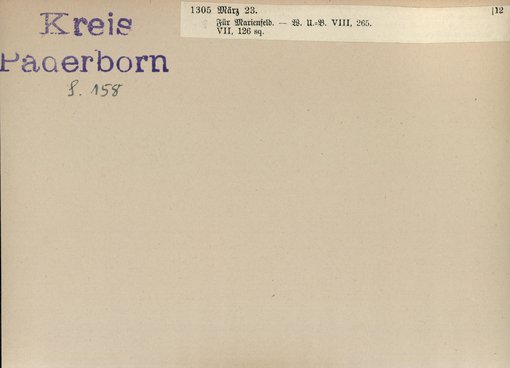 Kreis
Paderborn
S. 158
1305 März 23. [12
Für Marienfeld. — W. U.=B. VIII, 265.
VII, 126 sq.